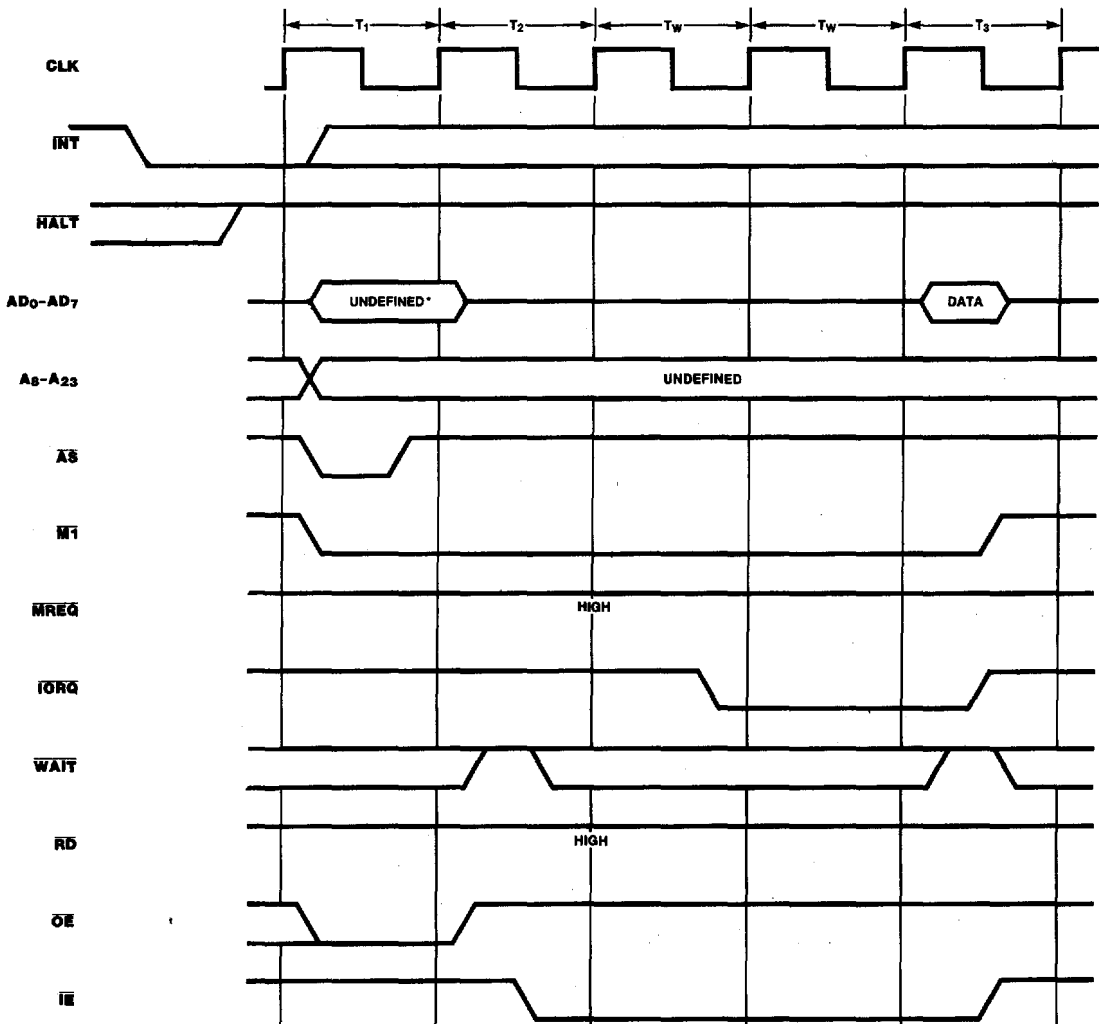 T1 T2 TW TW T3
CLK
INT
HALT
AD0-AD7 UNDEFINED* DATA
A8-A23 UNDEFINED
AS
M1
MREQ HIGH
IORQ
WAIT
RD HIGH
OE
IE